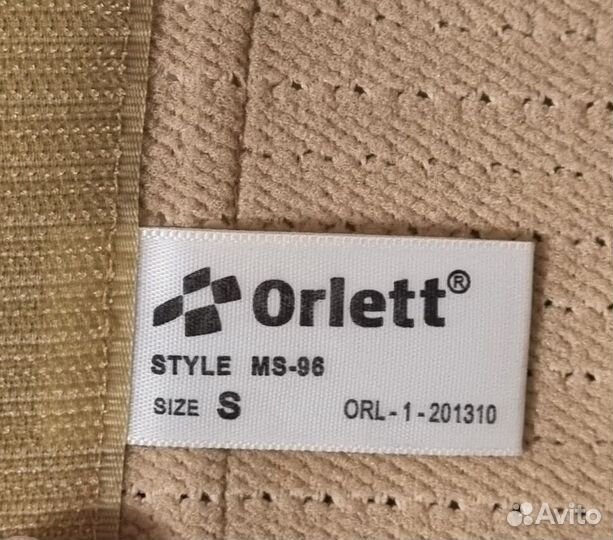 Orlett®
STYLE MS-96
SIZE S ORL-1-201310
Avito